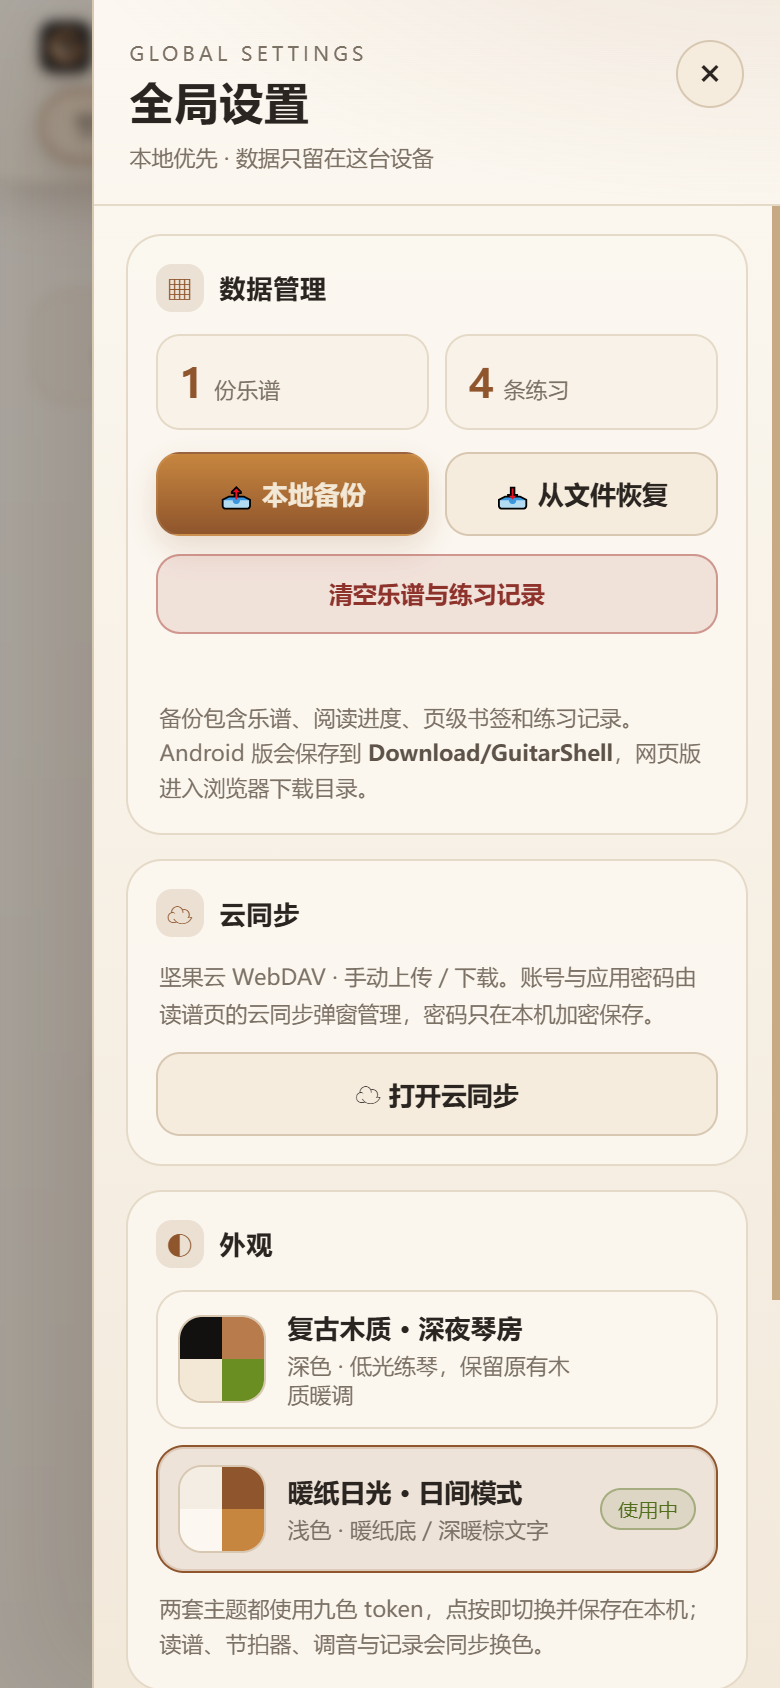 GLOBAL SETTINGS
全局设置
本地优先 · 数据只留在这台设备
数据管理
1 份乐谱
4 条练习
本地备份
从文件恢复
清空乐谱与练习记录
备份包含乐谱、阅读进度、页级书签和练习记录。
Android 版会保存到 Download/GuitarShell，网页版
进入浏览器下载目录。
云同步
坚果云 WebDAV · 手动上传 / 下载。账号与应用密码由
读谱页的云同步弹窗管理，密码只在本机加密保存。
打开云同步
外观
复古木质 · 深夜琴房
深色 · 低光练琴，保留原有木
质暖调
暖纸日光 · 日间模式
浅色 · 暖纸底 / 深暖棕文字
使用中
两套主题都使用九色 token，点按即切换并保存在本机；
读谱、节拍器、调音与记录会同步换色。